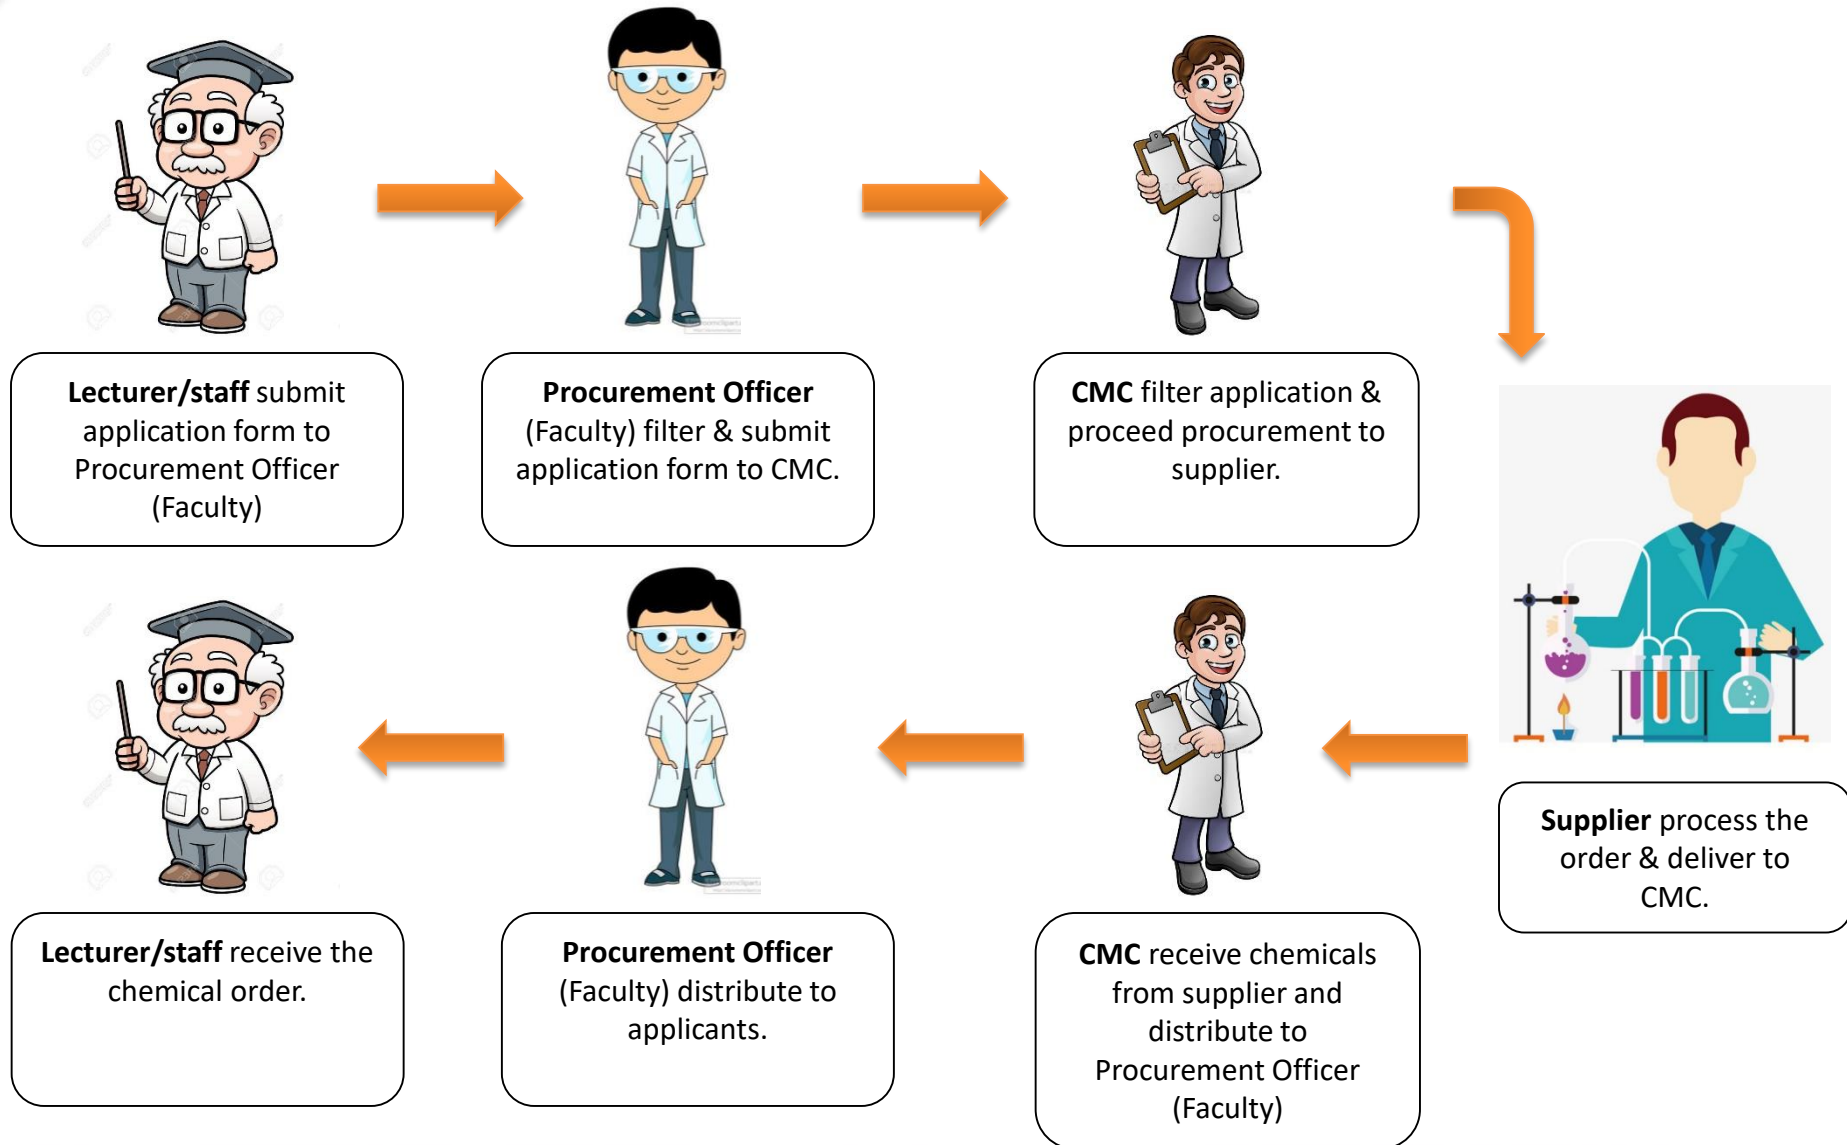 Lecturer/staff submit
application form to
Procurement Officer
(Faculty)
Procurement Officer
(Faculty) filter & submit
application form to CMC.
CMC filter application &
proceed procurement to
supplier.
Supplier process the
order & deliver to
CMC.
CMC receive chemicals
from supplier and
distribute to
Procurement Officer
(Faculty)
Procurement Officer
(Faculty) distribute to
applicants.
Lecturer/staff receive the
chemical order.